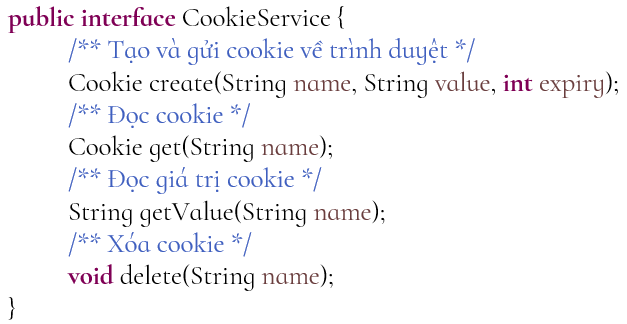 public interface CookieService {
/** Tạo và gửi cookie về trình duyệt */
Cookie create(String name, String value, int expiry);
/** Đọc cookie */
Cookie get(String name);
/** Đọc giá trị cookie */
String getValue(String name);
/** Xóa cookie */
void delete(String name);
}